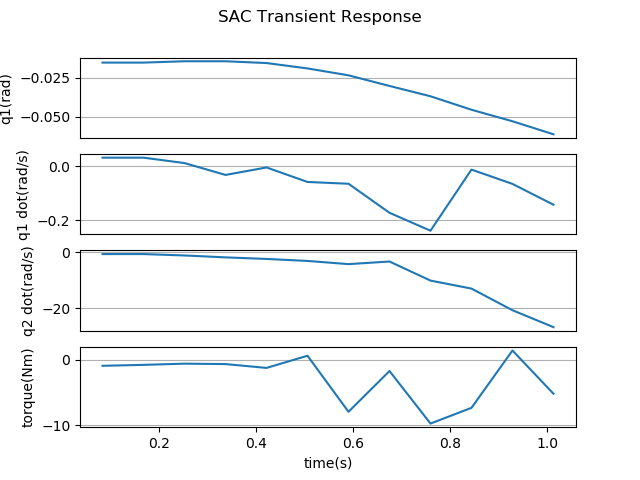 SAC Transient Response
q1(rad)
−0.025
−0.050
q1 dot(rad/s)
0.0
−0.2
q2 dot(rad/s)
0
−20
torque(Nm)
0
−10
0.2 0.4 0.6 0.8 1.0
time(s)